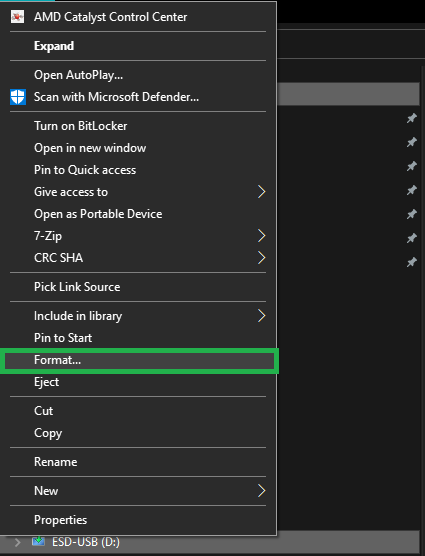 AMD Catalyst Control Center
Expand
Open AutoPlay...
Scan with Microsoft Defender...
Turn on BitLocker
Open in new window
Pin to Quick access
Give access to
Open as Portable Device
7-Zip
CRC SHA
Pick Link Source
Include in library
Pin to Start
Format...
Eject
Cut
Copy
Rename
New
Properties
ESD-USB (D:)